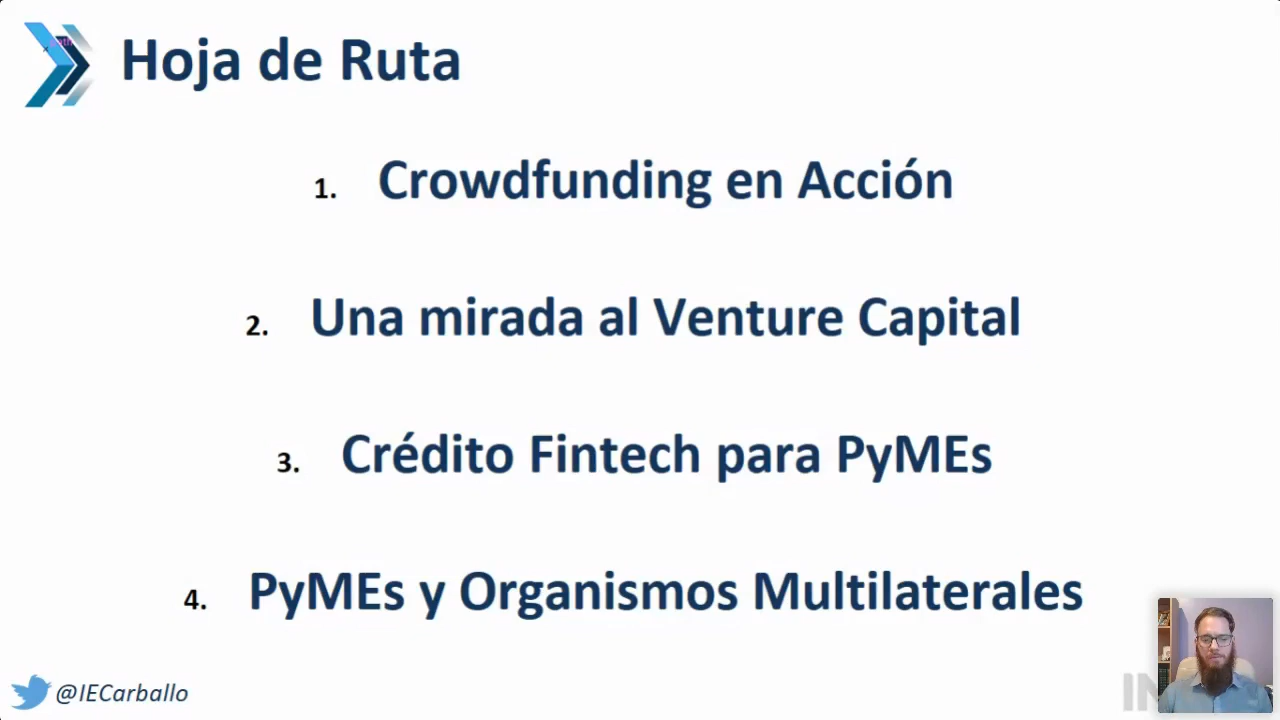 Hoja de Ruta
1. Crowdfunding en Acción
2. Una mirada al Venture Capital
3. Crédito Fintech para PyMEs
4. PyMEs y Organismos Multilaterales
@IECarballo